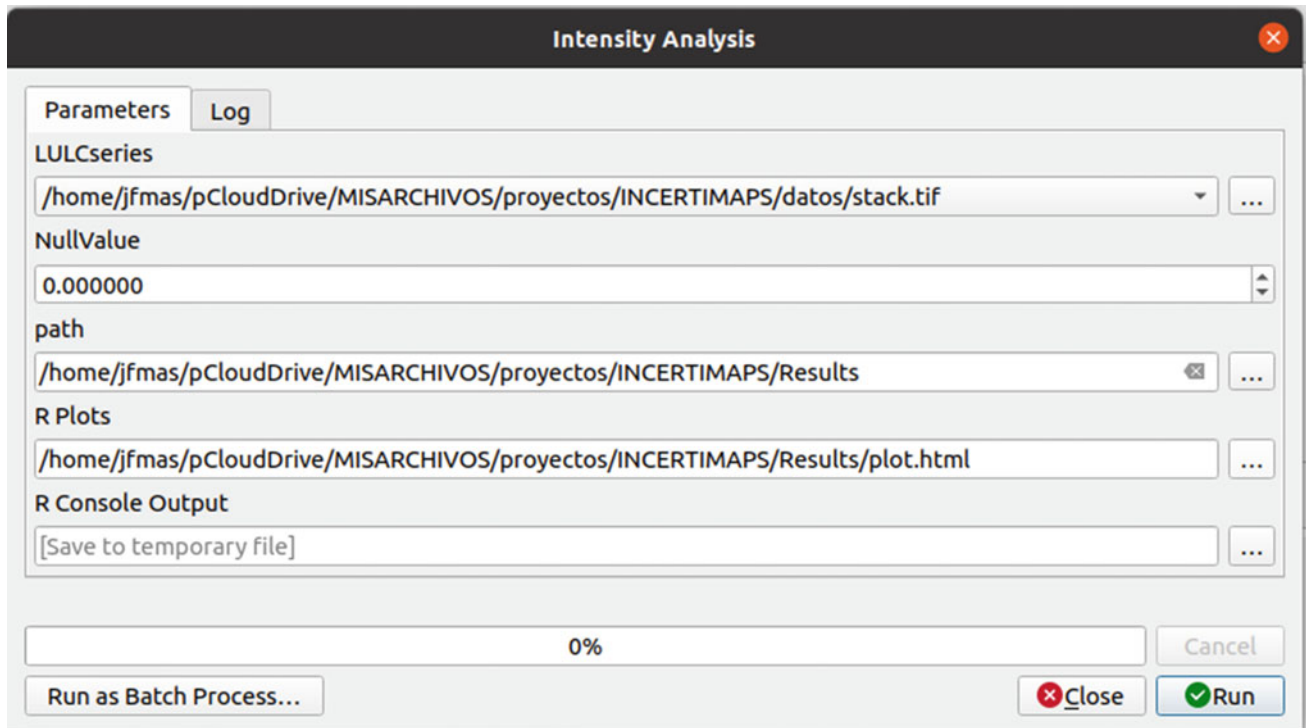 Intensity Analysis
Parameters
Log
LULCseries
/home/jfmas/pCloudDrive/MISARCHIVOS/proyectos/INCERTIMAPS/datos/stack.tif
...
NullValue
0.000000
path
/home/jfmas/pCloudDrive/MISARCHIVOS/proyectos/INCERTIMAPS/Results
...
R Plots
/home/jfmas/pCloudDrive/MISARCHIVOS/proyectos/INCERTIMAPS/Results/plot.html
...
R Console Output
[Save to temporary file]
...
0%
Cancel
Run as Batch Process...
Close
Run